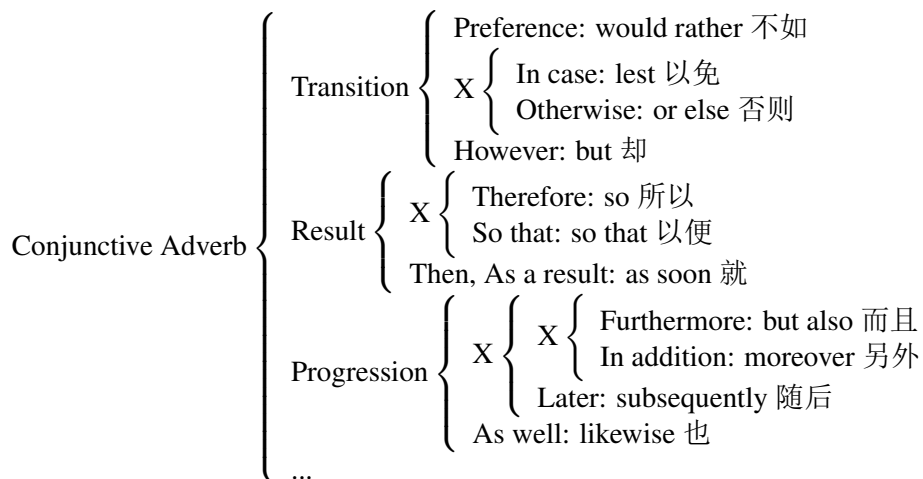 Preference: would rather 不如
In case: lest 以免
Transition X
Otherwise: or else 否则
However: but 却
Therefore: so 所以
X
So that: so that 以便
Conjunctive Adverb Result
Then, As a result: as soon 就
Furthermore: but also 而且
X
In addition: moreover 另外
X
Progression
Later: subsequently 随后
As well: likewise 也
...